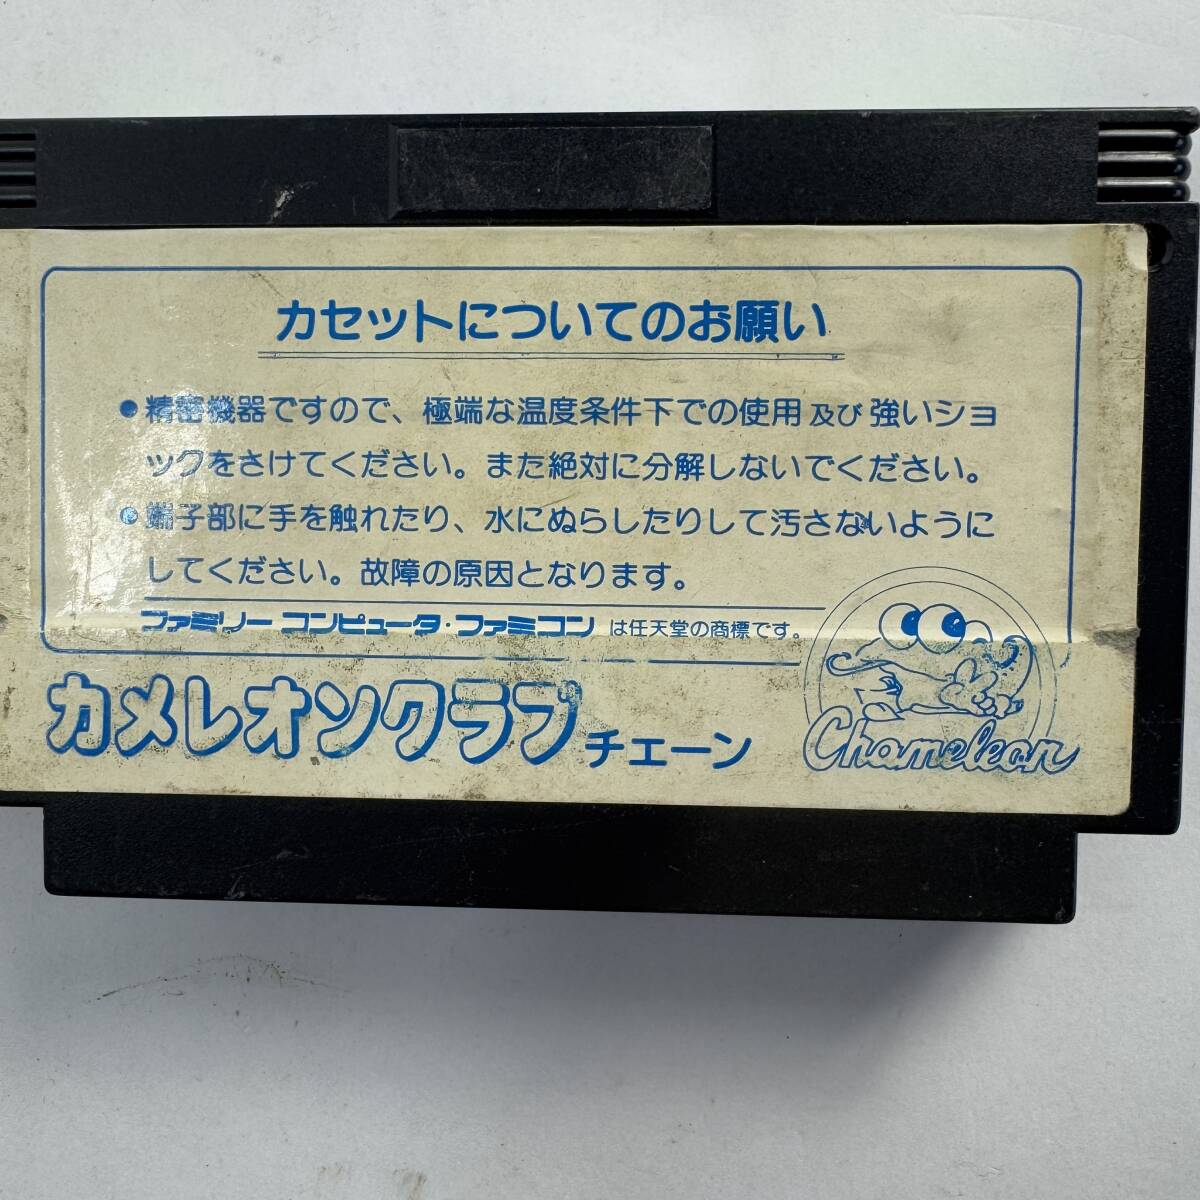 カセットについてのお願い
●精密機器ですので、極端な温度条件下での使用及び強いショ
ックをさけてください。また絶対に分解しないでください。
●端子部に手を触れたり、水にぬらしたりして汚さないように
してください。故障の原因となります。
ファミリーコンピュータ・ファミコンは任天堂の商標です。
カメレオンクラブチェーン
Chameleon